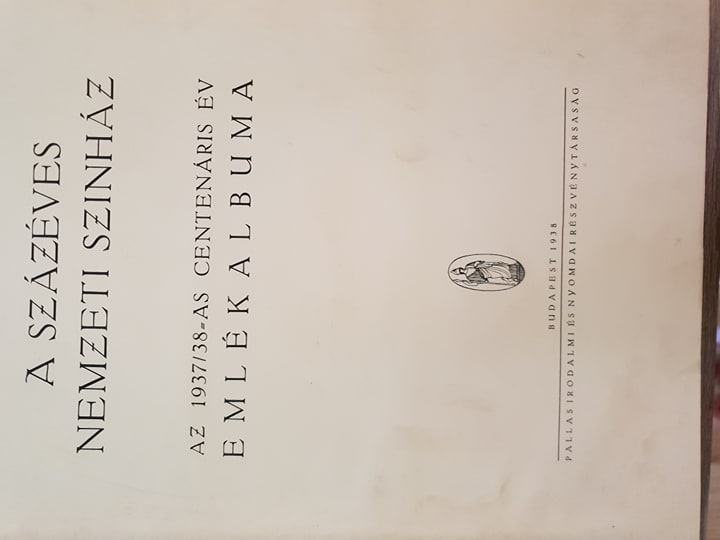 A SZÁZÉVES
NEMZETI SZINHÁZ
AZ 1937/38-AS CENTENÁRIS ÉV
EMLÉKALBUMA
BUDAPEST 1938
PALLAS IRODALMI ÉS NYOMDAI RÉSZVÉNYTÁRSASÁG